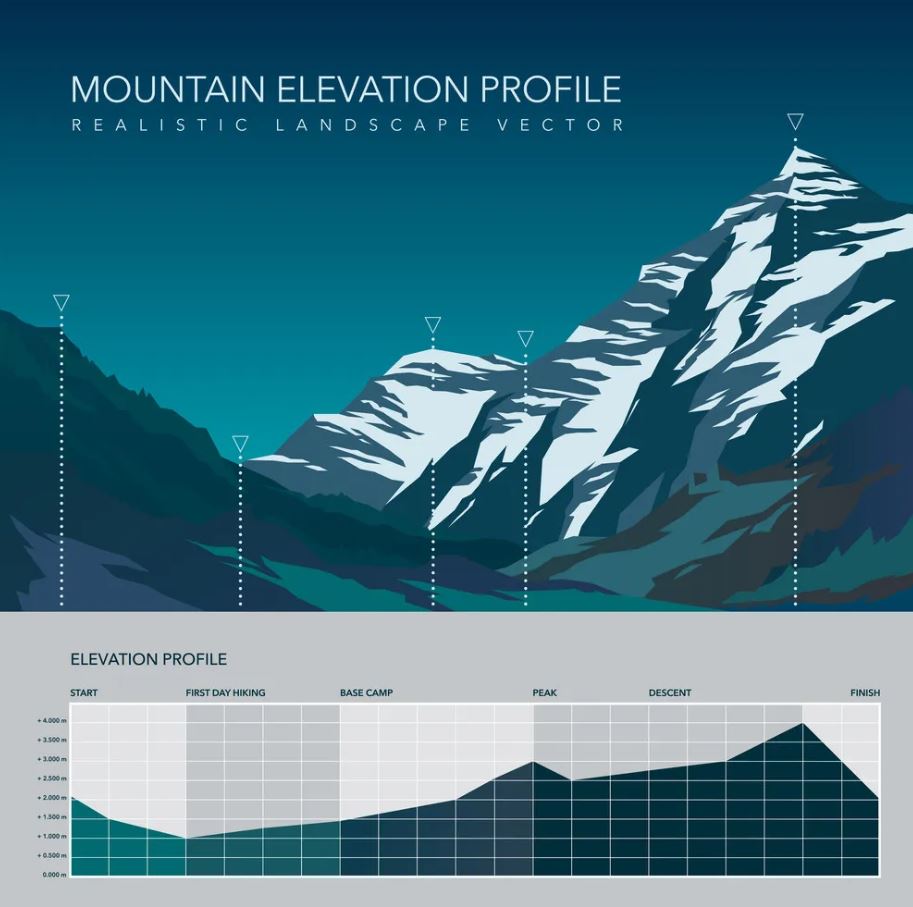 MOUNTAIN ELEVATION PROFILE
REALISTIC LANDSCAPE VECTOR
ELEVATION PROFILE
START FIRST DAY HIKING BASE CAMP PEAK DESCENT FINISH
+ 4.000 m
+ 3.500 m
+ 3.000 m
+ 2.500 m
+ 2.000 m
+ 1.500 m
+ 1.000 m
+ 0.500 m
0.000 m